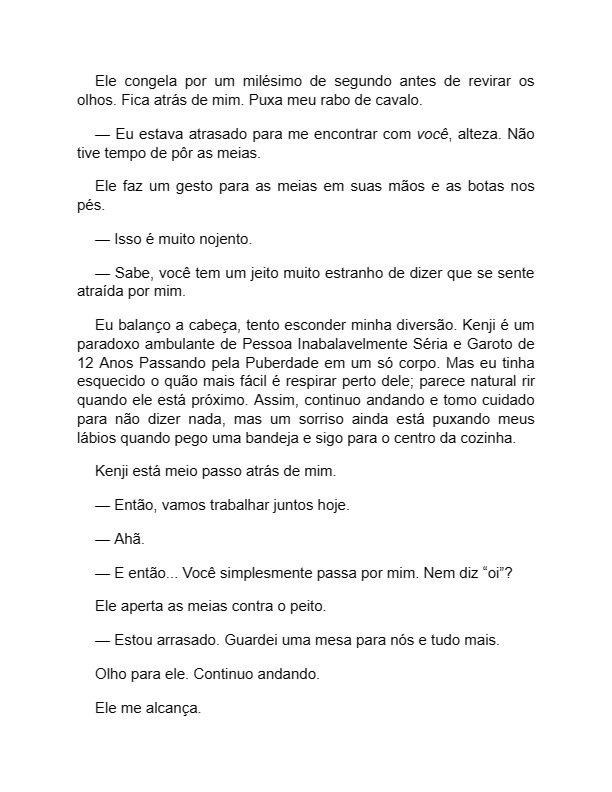 Ele congela por um milésimo de segundo antes de revirar os
olhos. Fica atrás de mim. Puxa meu rabo de cavalo.
— Eu estava atrasado para me encontrar com você, alteza. Não
tive tempo de pôr as meias.
Ele faz um gesto para as meias em suas mãos e as botas nos
pés.
— Isso é muito nojento.
— Sabe, você tem um jeito muito estranho de dizer que se sente
atraída por mim.
Eu balanço a cabeça, tento esconder minha diversão. Kenji é um
paradoxo ambulante de Pessoa Inabalavelmente Séria e Garoto de
12 Anos Passando pela Puberdade em um só corpo. Mas eu tinha
esquecido o quão mais fácil é respirar perto dele; parece natural rir
quando ele está próximo. Assim, continuo andando e tomo cuidado
para não dizer nada, mas um sorriso ainda está puxando meus
lábios quando pego uma bandeja e sigo para o centro da cozinha.
Kenji está meio passo atrás de mim.
— Então, vamos trabalhar juntos hoje.
— Ahã.
— E então... Você simplesmente passa por mim. Nem diz “oi”?
Ele aperta as meias contra o peito.
— Estou arrasado. Guardei uma mesa para nós e tudo mais.
Olho para ele. Continuo andando.
Ele me alcança.